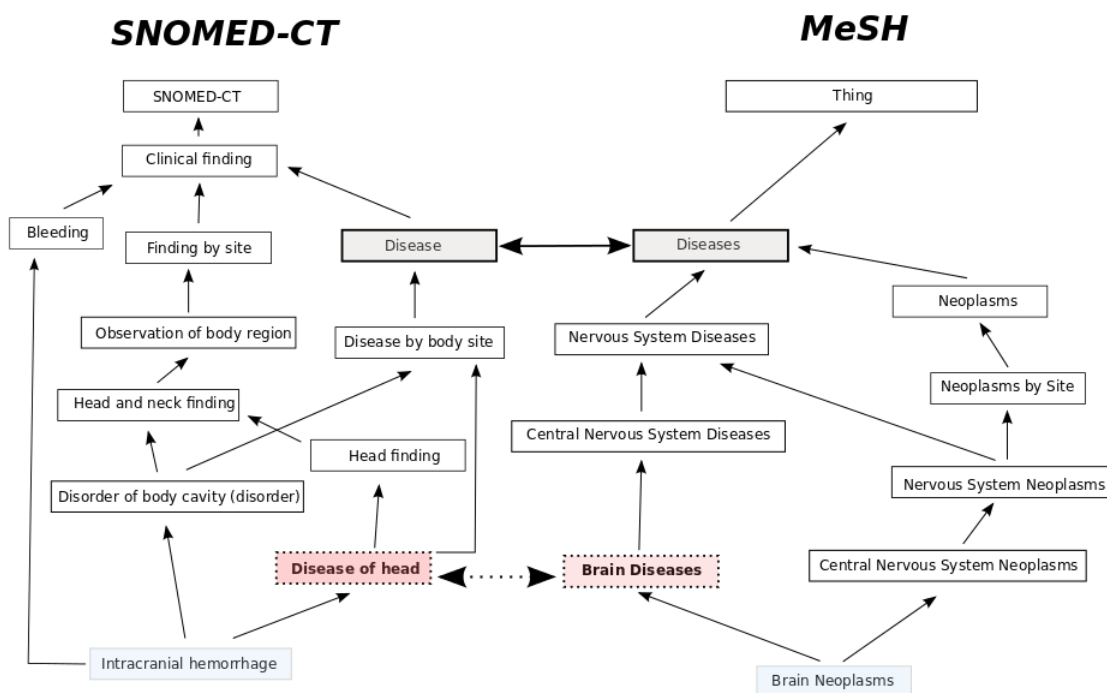 SNOMED-CT
MeSH
SNOMED-CT
Thing
Clinical finding
Bleeding
Finding by site
Disease
Diseases
Neoplasms
Observation of body region
Disease by body site
Nervous System Diseases
Neoplasms by Site
Head and neck finding
Central Nervous System Diseases
Head finding
Disorder of body cavity (disorder)
Nervous System Neoplasms
Disease of head
Brain Diseases
Central Nervous System Neoplasms
Intracranial hemorrhage
Brain Neoplasms